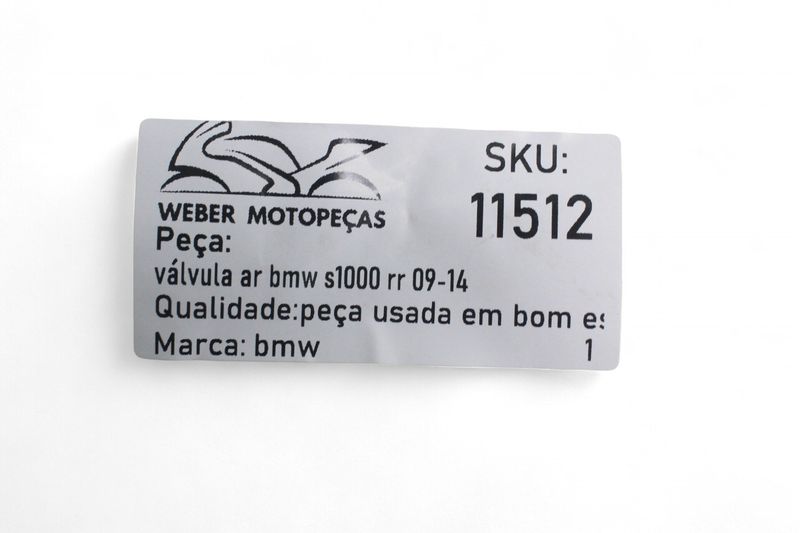 WEBER MOTOPEÇAS
SKU:
11512
Peça:
válvula ar bmw s1000 rr 09-14
Qualidade:peça usada em bom es
Marca: bmw
1